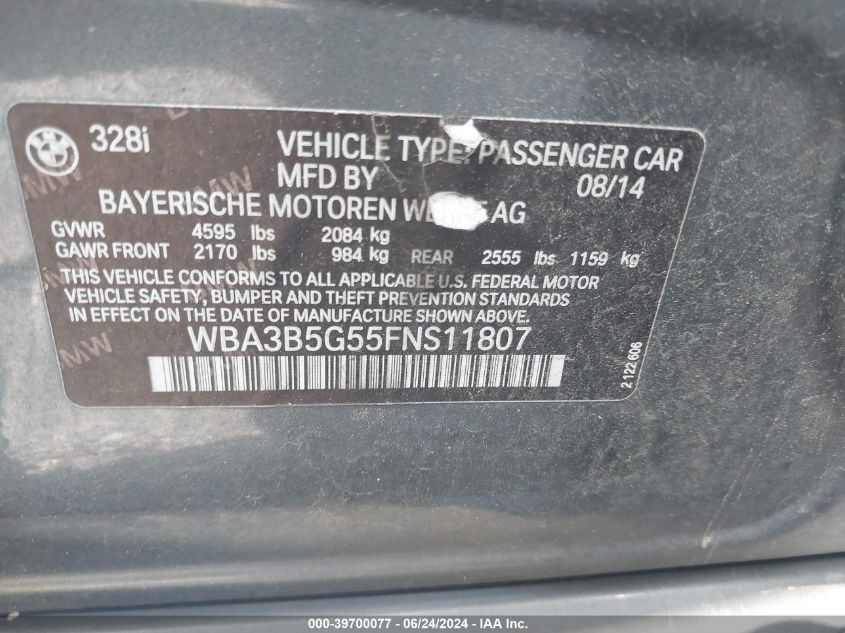 BMW 328i VEHICLE TYPE: PASSENGER CAR
MFD BY 08/14
BAYERISCHE MOTOREN AG
GVWR 4595 lbs 2084 kg
GAWR FRONT 2170 lbs 984 kg REAR 2555 lbs 1159 kg
THIS VEHICLE CONFORMS TO ALL APPLICABLE U.S. FEDERAL MOTOR
VEHICLE SAFETY, BUMPER AND THEFT PREVENTION STANDARDS
IN EFFECT ON THE DATE OF MANUFACTURE SHOWN ABOVE.
WBA3B5G55FNS11807
2 122 606
000-39700077 - 06/24/2024 - IAA Inc.